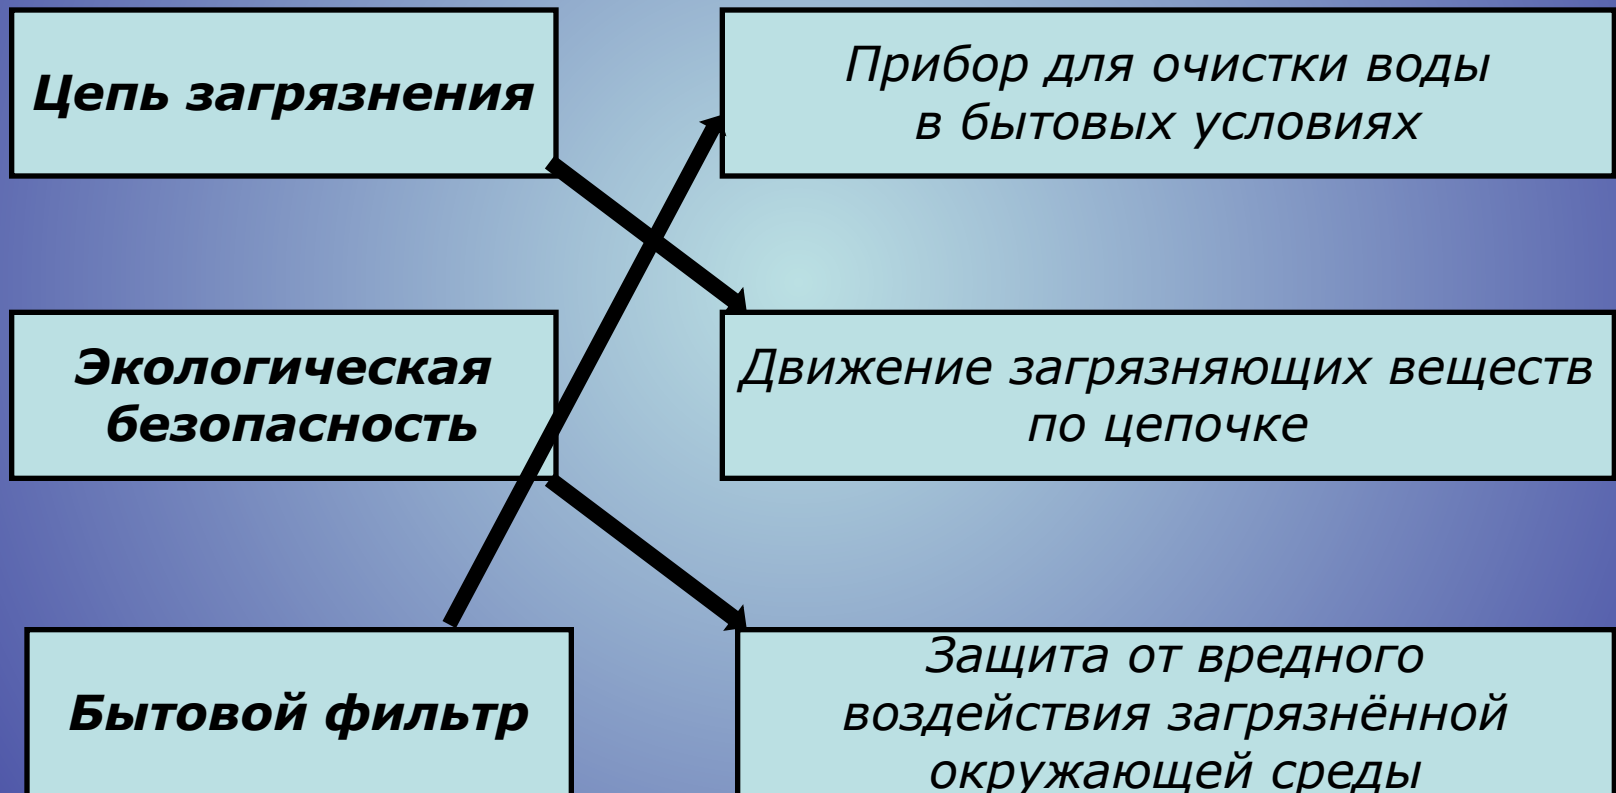 Цепь загрязнения
Прибор для очистки воды
в бытовых условиях
Экологическая
безопасность
Движение загрязняющих веществ
по цепочке
Бытовой фильтр
Защита от вредного
воздействия загрязнённой
окружающей среды